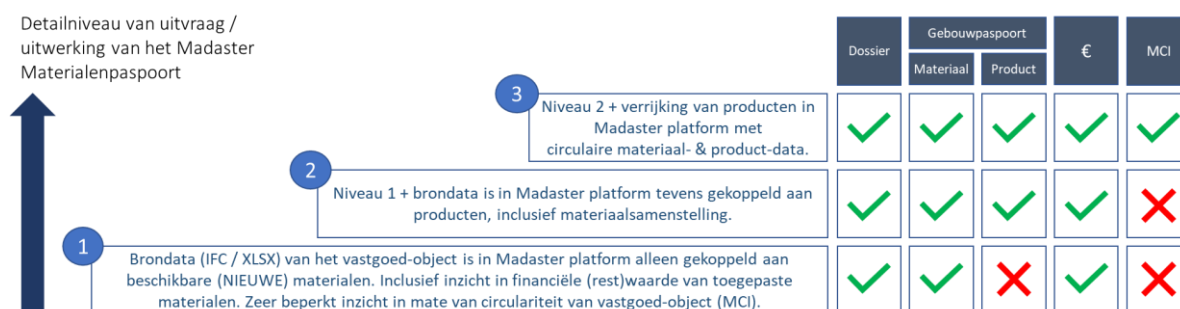 Detailniveau van uitvraag /
uitwerking van het Madaster
Materialenpaspoort
Dossier
Gebouwpaspoort
Materiaal
Product
€
MCI
3
Niveau 2 + verrijking van producten in
Madaster platform met
circulaire materiaal- & product-data.
2
Niveau 1 + brondata is in Madaster platform tevens gekoppeld aan
producten, inclusief materiaalsamenstelling.
1
Brondata (IFC / XLSX) van het vastgoed-object is in Madaster platform alleen gekoppeld aan
beschikbare (NIEUWE) materialen. Inclusief inzicht in financiële (rest)waarde van toegepaste
materialen. Zeer beperkt inzicht in mate van circulariteit van vastgoed-object (MCI).